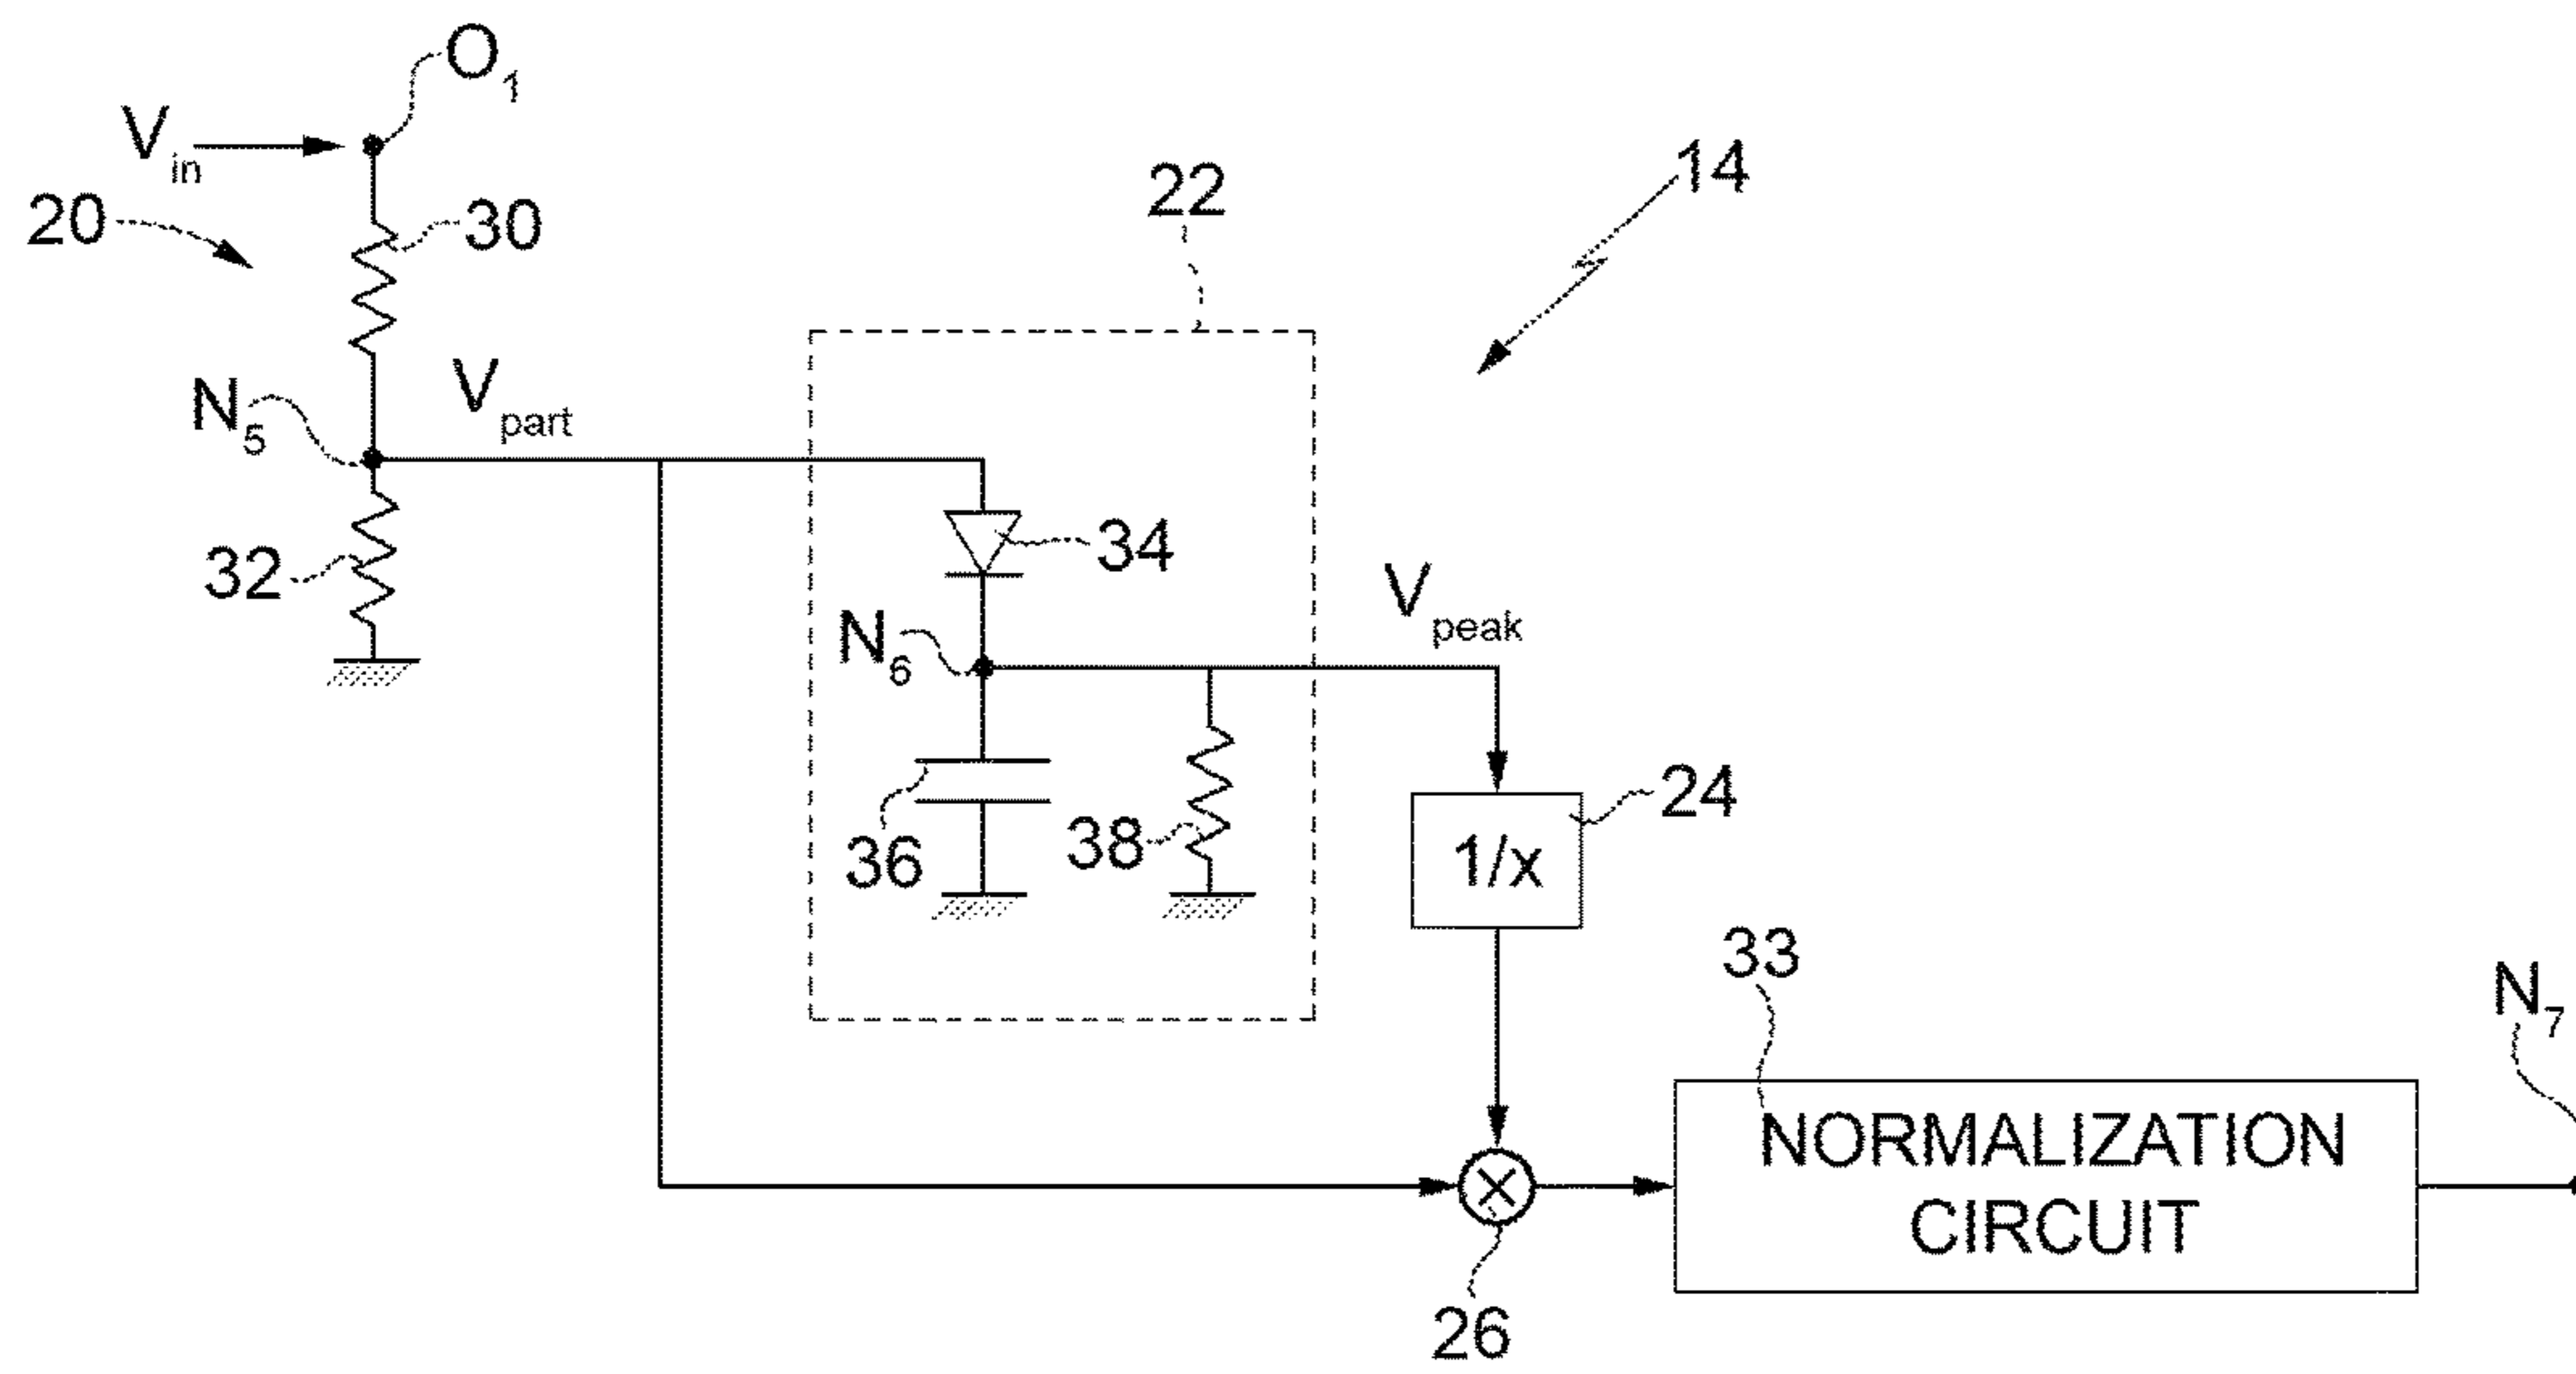 O1
Vin
14
22
20
30
Vpart
N5
34
32
Vpeak
N6
24
36
38
1/x
33
N7
NORMALIZATION
CIRCUIT
26